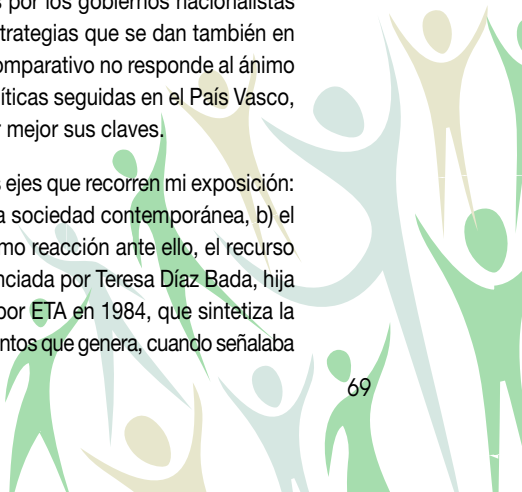 por los gobiernos nacionalistas
trategias que se dan también en
omparativo no responde al ánimo
íticas seguidas en el País Vasco,
r mejor sus claves.
s ejes que recorren mi exposición:
a sociedad contemporánea, b) el
mo reacción ante ello, el recurso
nciada por Teresa Díaz Bada, hija
por ETA en 1984, que sintetiza la
ntos que genera, cuando señalaba
69